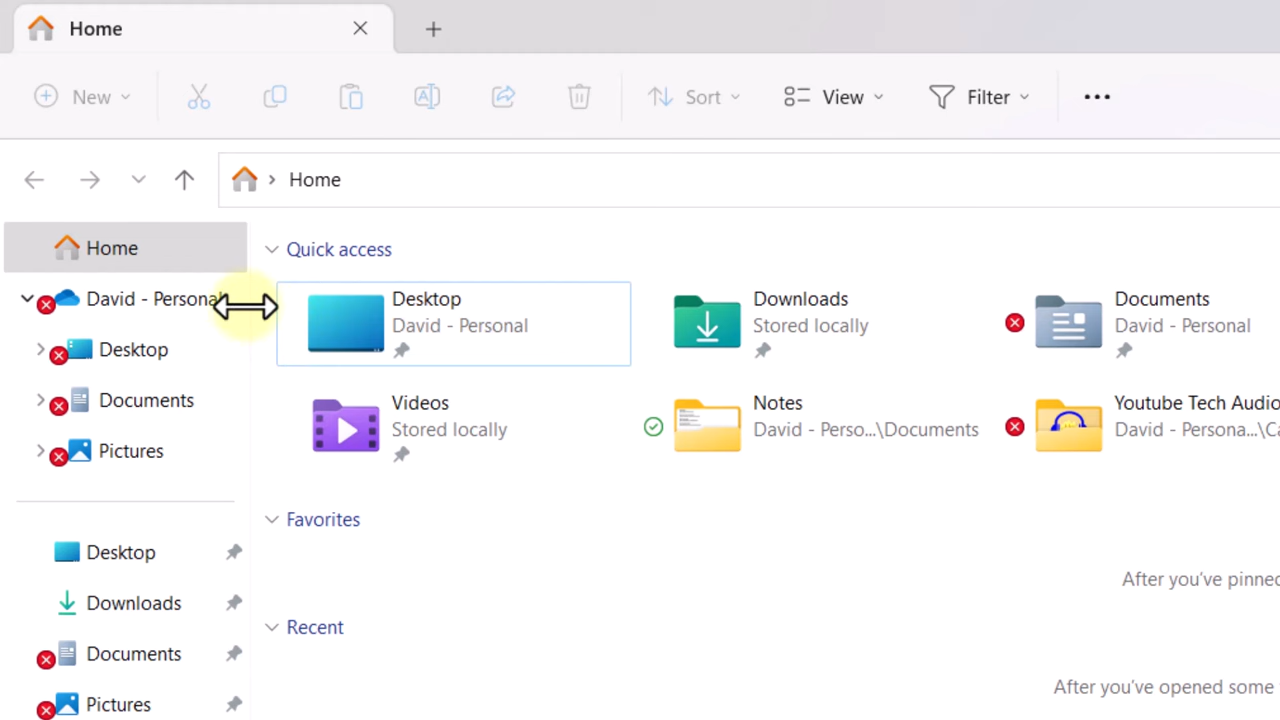 Home
New
Sort
View
Filter
Home
Home
David - Personal
Desktop
Documents
Pictures
Desktop
Downloads
Documents
Pictures
Quick access
Desktop
David - Personal
Downloads
Stored locally
Documents
David - Personal
Videos
Stored locally
Notes
David - Perso...\Documents
Youtube Tech Audio
David - Persona...\Ca
Favorites
After you've pinned
Recent
After you've opened some